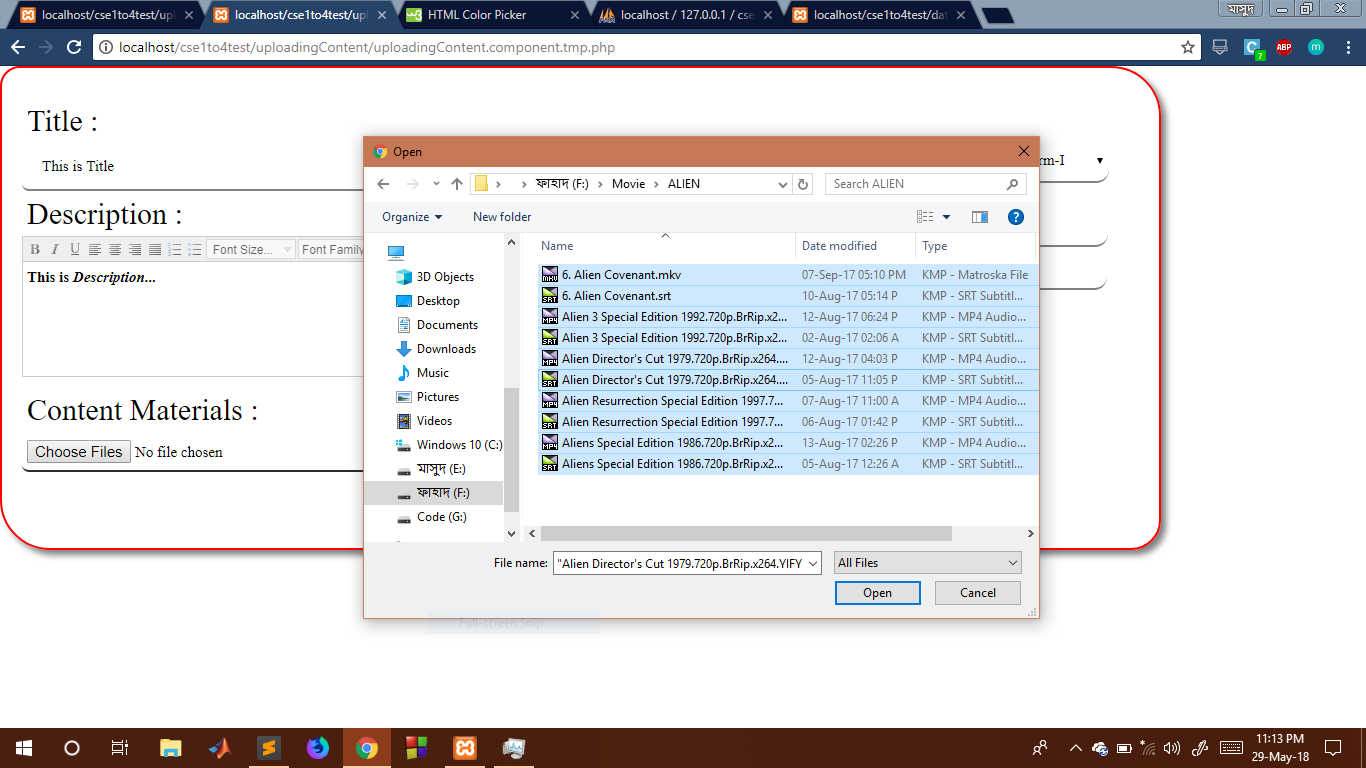 localhost/cse1to4test/upl
localhost/cse1to4test/upl
HTML Color Picker
localhost / 127.0.0.1 / cse
localhost/cse1to4test/dat
মাসুদ
localhost/cse1to4test/uploadingContent/uploadingContent.component.tmp.php
7
ABP
m
Title :
This is Title
rm-I
Description :
B I U Font Size... Font Family
This is Description...
Content Materials :
Choose Files No file chosen
Open
ফাহাদ (F:) Movie ALIEN
Search ALIEN
Organize New folder
Name Date modified Type
3D Objects
Desktop
Documents
Downloads
Music
Pictures
Videos
Windows 10 (C:)
মাসুদ (E:)
ফাহাদ (F:)
Code (G:)
6. Alien Covenant.mkv 07-Sep-17 05:10 PM KMP - Matroska File
6. Alien Covenant.srt 10-Aug-17 05:14 P KMP - SRT Subtitl...
Alien 3 Special Edition 1992.720p.BrRip.x2... 12-Aug-17 06:24 P KMP - MP4 Audio...
Alien 3 Special Edition 1992.720p.BrRip.x2... 02-Aug-17 02:06 A KMP - SRT Subtitl...
Alien Director's Cut 1979.720p.BrRip.x264.... 12-Aug-17 04:03 P KMP - MP4 Audio...
Alien Director's Cut 1979.720p.BrRip.x264.... 05-Aug-17 11:05 P KMP - SRT Subtitl...
Alien Resurrection Special Edition 1997.7... 07-Aug-17 11:00 A KMP - MP4 Audio...
Alien Resurrection Special Edition 1997.7... 06-Aug-17 01:42 P KMP - SRT Subtitl...
Aliens Special Edition 1986.720p.BrRip.x2... 13-Aug-17 02:26 P KMP - MP4 Audio...
Aliens Special Edition 1986.720p.BrRip.x2... 05-Aug-17 12:26 A KMP - SRT Subtitl...
File name: "Alien Director's Cut 1979.720p.BrRip.x264.YIFY All Files
Open Cancel
Full-screen Snip
11:13 PM
29-May-18